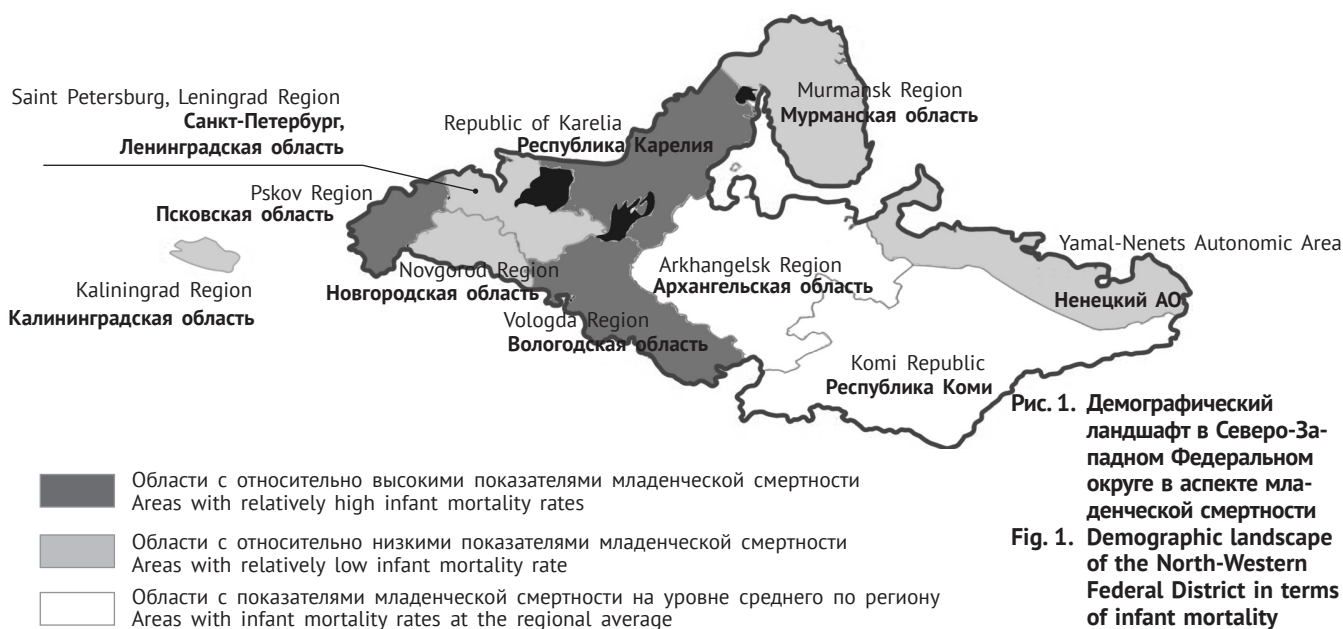 Saint Petersburg, Leningrad Region
Санкт-Петербург,
Ленинградская область
Republic of Karelia
Республика Карелия
Murmansk Region
Мурманская область
Pskov Region
Псковская область
Kaliningrad Region
Калининградская область
Novgorod Region
Новгородская область
Vologda Region
Вологодская область
Arkhangelsk Region
Архангельская область
Yamal-Nenets Autonomic Area
Ненецкий АО
Komi Republic
Республика Коми
Рис. 1. Демографический
ландшафт в Северо-За-
падном Федеральном
округе в аспекте мла-
денческой смертности
Fig. 1. Demographic landscape
of the North-Western
Federal District in terms
of infant mortality
Области с относительно высокими показателями младенческой смертности
Areas with relatively high infant mortality rates
Области с относительно низкими показателями младенческой смертности
Areas with relatively low infant mortality rate
Области с показателями младенческой смертности на уровне среднего по региону
Areas with infant mortality rates at the regional average